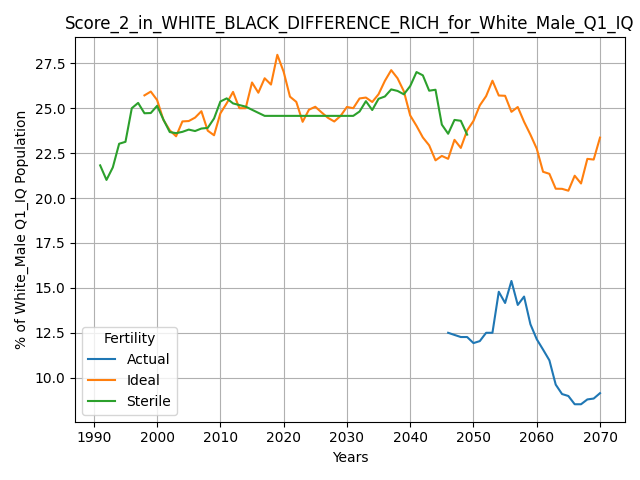 Score_2_in_WHITE_BLACK_DIFFERENCE_RICH_for_White_Male_Q1_IQ
% of White_Male Q1_IQ Population
27.5
25.0
22.5
20.0
17.5
15.0
12.5
10.0
Fertility
Actual
Ideal
Sterile
1990 2000 2010 2020 2030 2040 2050 2060 2070
Years